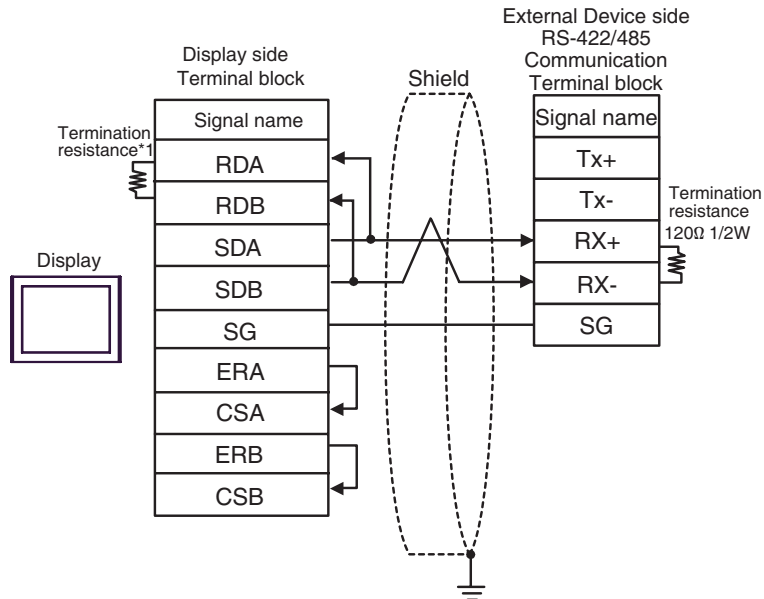 External Device side
RS-422/485
Communication
Terminal block
Display side
Terminal block
Shield
Signal name
Signal name
Termination
resistance*1
RDA
RDB
SDA
SDB
SG
ERA
CSA
ERB
CSB
Tx+
Tx-
RX+
RX-
SG
Termination
resistance
120Ω 1/2W
Display